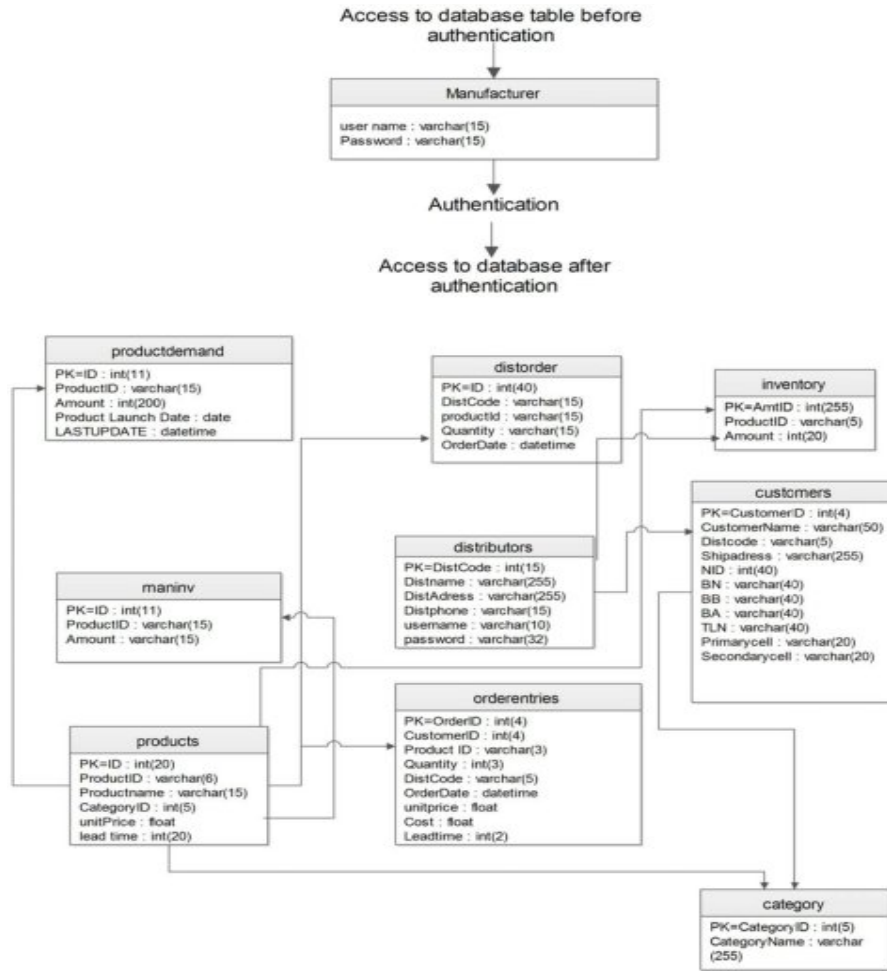 Access to database table before
authentication
Manufacturer
user name : varchar(15)
Password : varchar(15)
Authentication
Access to database after
authentication
productdemand
PK=ID : int(11)
ProductID : varchar(15)
Amount : int(200)
Product Launch Date : date
LASTUPDATE : datetime
distorder
PK=ID : int(40)
DistCode : varchar(15)
productId : varchar(15)
Quantity : varchar(15)
OrderDate : datetime
inventory
PK=AmtID : int(255)
ProductID : varchar(5)
Amount : int(20)
customers
PK=CustomerID : int(4)
CustomerName : varchar(50)
Distcode : varchar(5)
Shipadress : varchar(255)
NID : int(40)
BN : varchar(40)
BB : varchar(40)
BA : varchar(40)
TLN : varchar(40)
Primarycell : varchar(20)
Secondarycell : varchar(20)
distributors
PK=DistCode : int(15)
Distname : varchar(255)
DistAdress : varchar(255)
Distphone : varchar(15)
username : varchar(10)
password : varchar(32)
maninv
PK=ID : int(11)
ProductID : varchar(15)
Amount : varchar(15)
orderentries
PK=OrderID : int(4)
CustomerID : int(4)
Product ID : varchar(3)
Quantity : int(3)
DistCode : varchar(5)
OrderDate : datetime
unitprice : float
Cost : float
Leadtime : int(2)
products
PK=ID : int(20)
ProductID : varchar(6)
Productname : varchar(15)
CategoryID : int(5)
unitPrice : float
lead time : int(20)
category
PK=CategoryID : int(5)
CategoryName : varchar
(255)